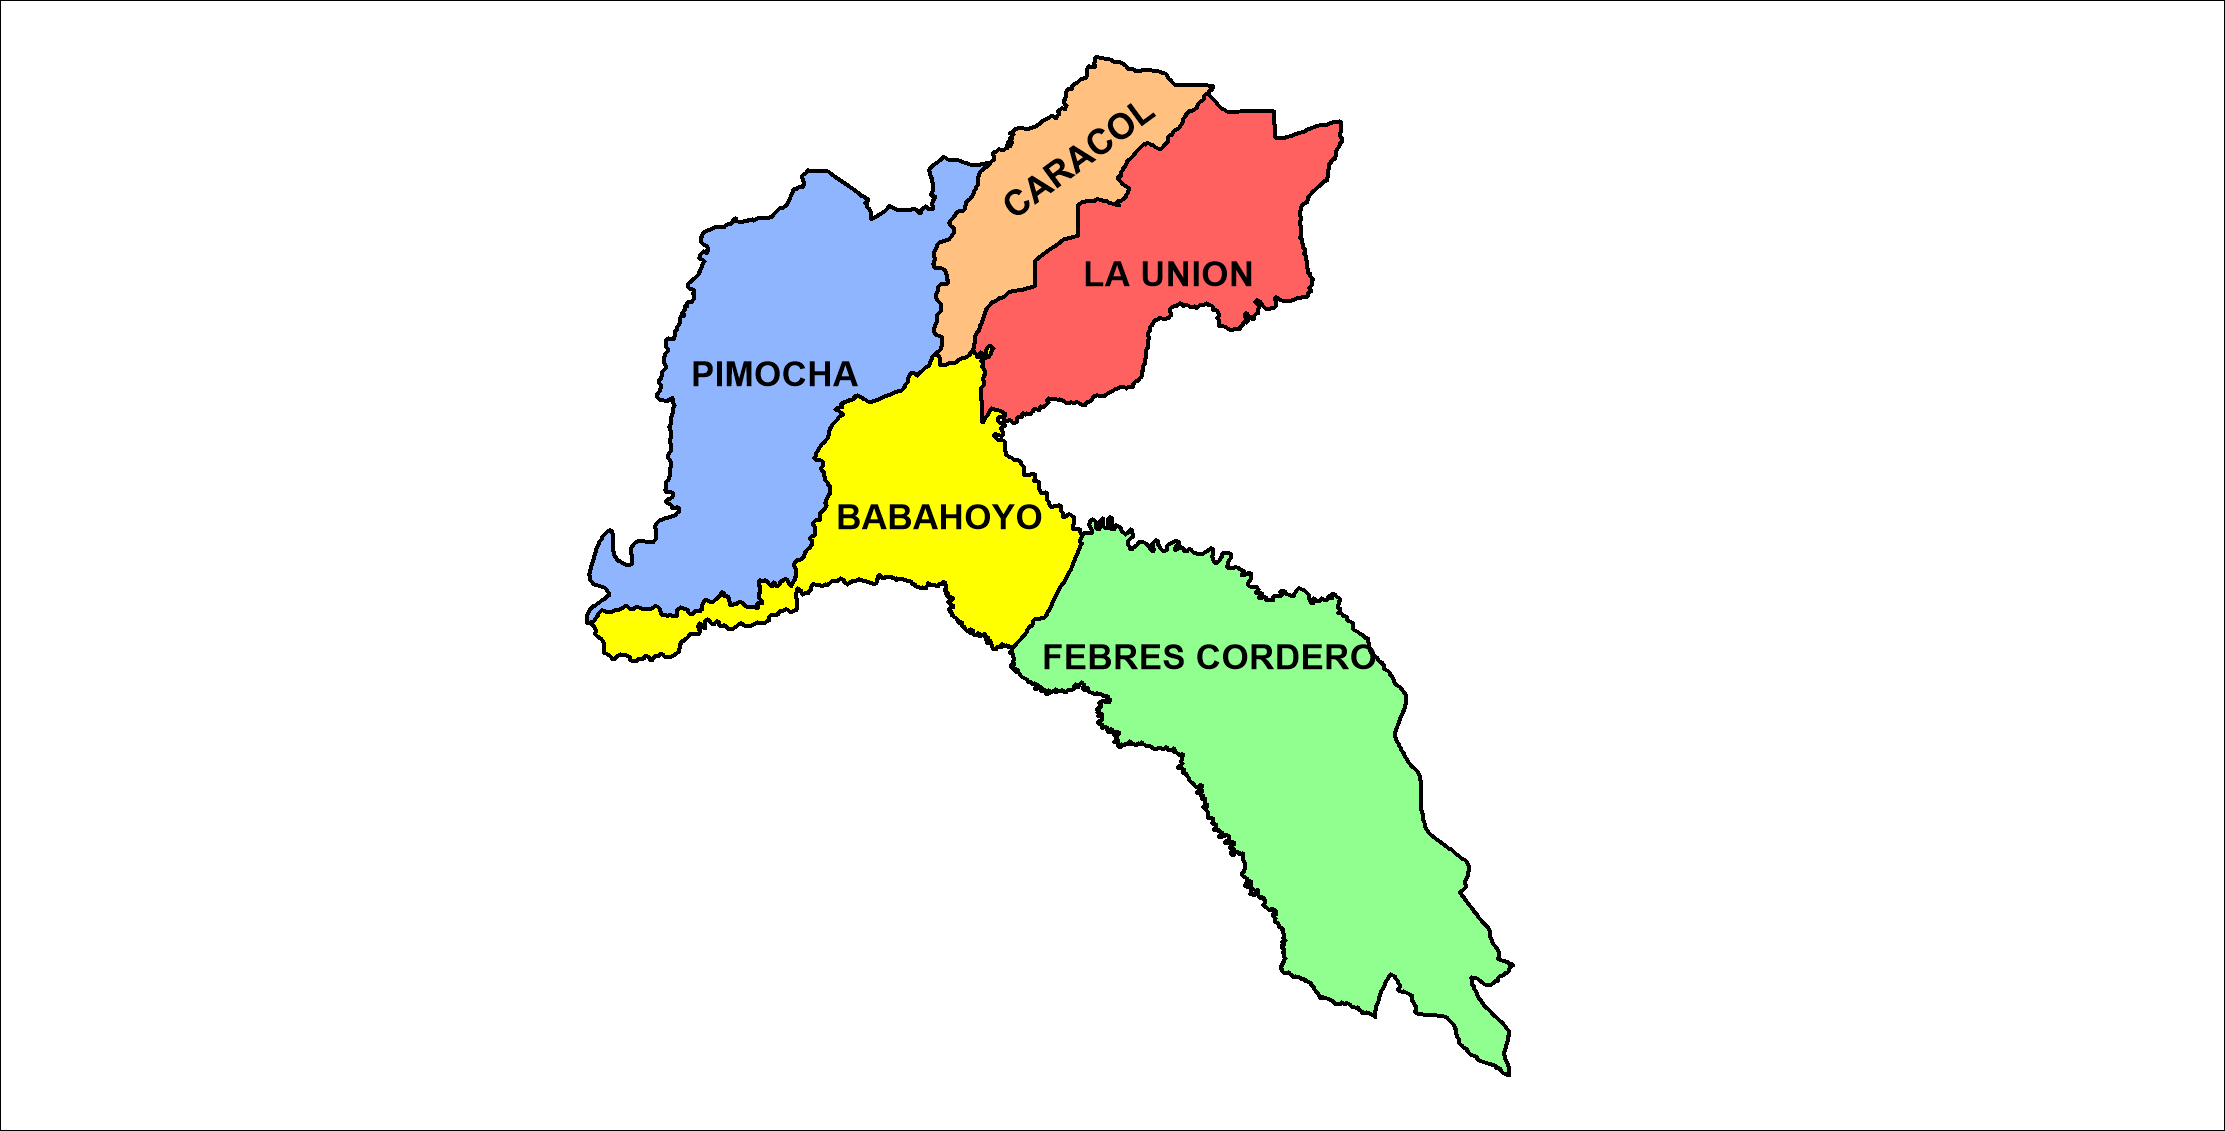 CARACOL
LA UNION
PIMOCHA
BABAHOYO
FEBRES CORDERO